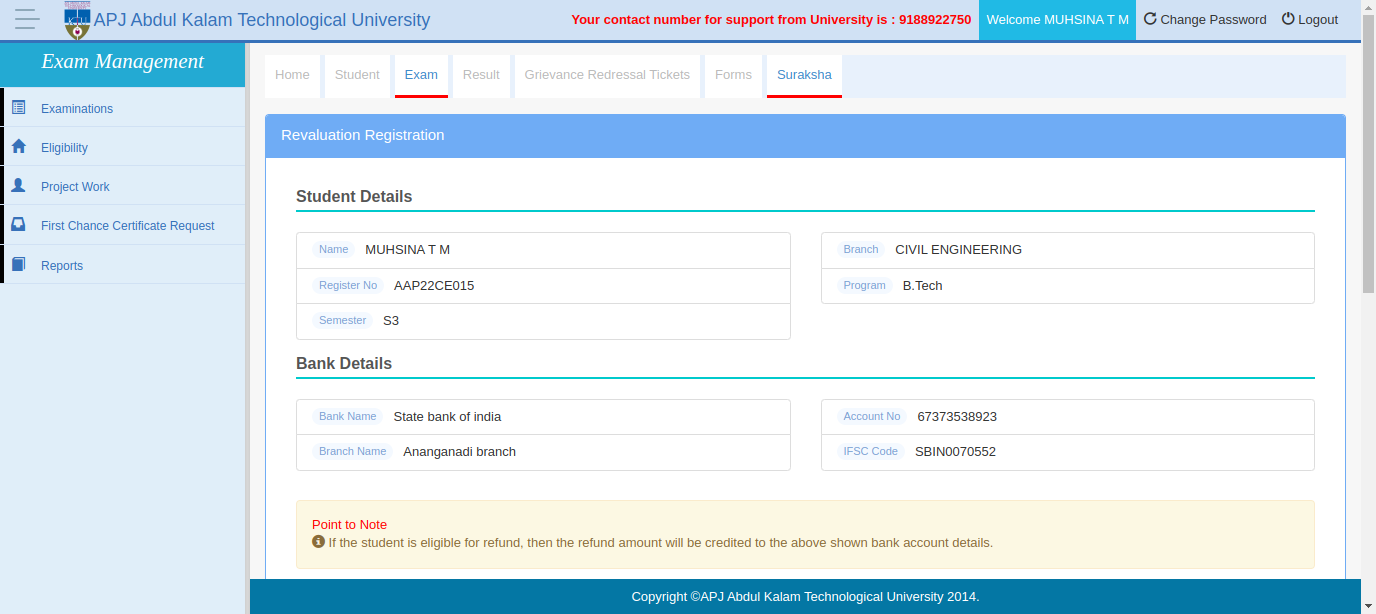 APJ Abdul Kalam Technological University
Your contact number for support from University is : 9188922750
Welcome MUHSINA T M
Change Password
Logout
Exam Management
Examinations
Eligibility
Project Work
First Chance Certificate Request
Reports
Home
Student
Exam
Result
Grievance Redressal Tickets
Forms
Suraksha
Revaluation Registration
Student Details
Name MUHSINA T M
Register No AAP22CE015
Semester S3
Branch CIVIL ENGINEERING
Program B.Tech
Bank Details
Bank Name State bank of india
Branch Name Ananganadi branch
Account No 67373538923
IFSC Code SBIN0070552
Point to Note
If the student is eligible for refund, then the refund amount will be credited to the above shown bank account details.
Copyright ©APJ Abdul Kalam Technological University 2014.